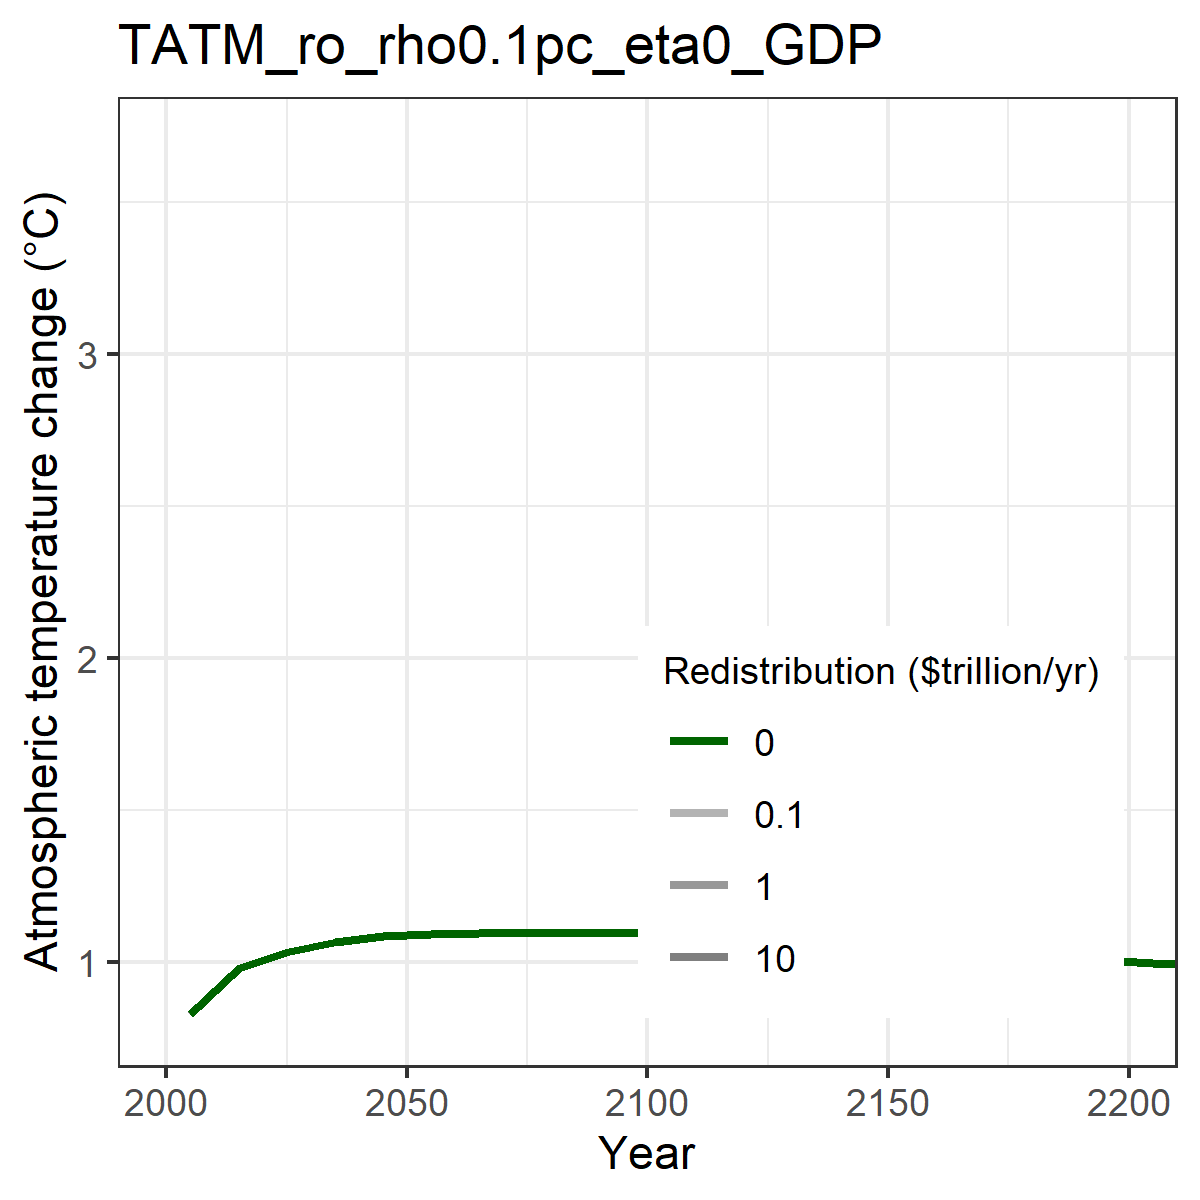 TATM_ro_rho0.1pc_eta0_GDP
Atmospheric temperature change (°C)
3
2
1
Redistribution ($trillion/yr)
0
0.1
1
10
2000 2050 2100 2150 2200
Year